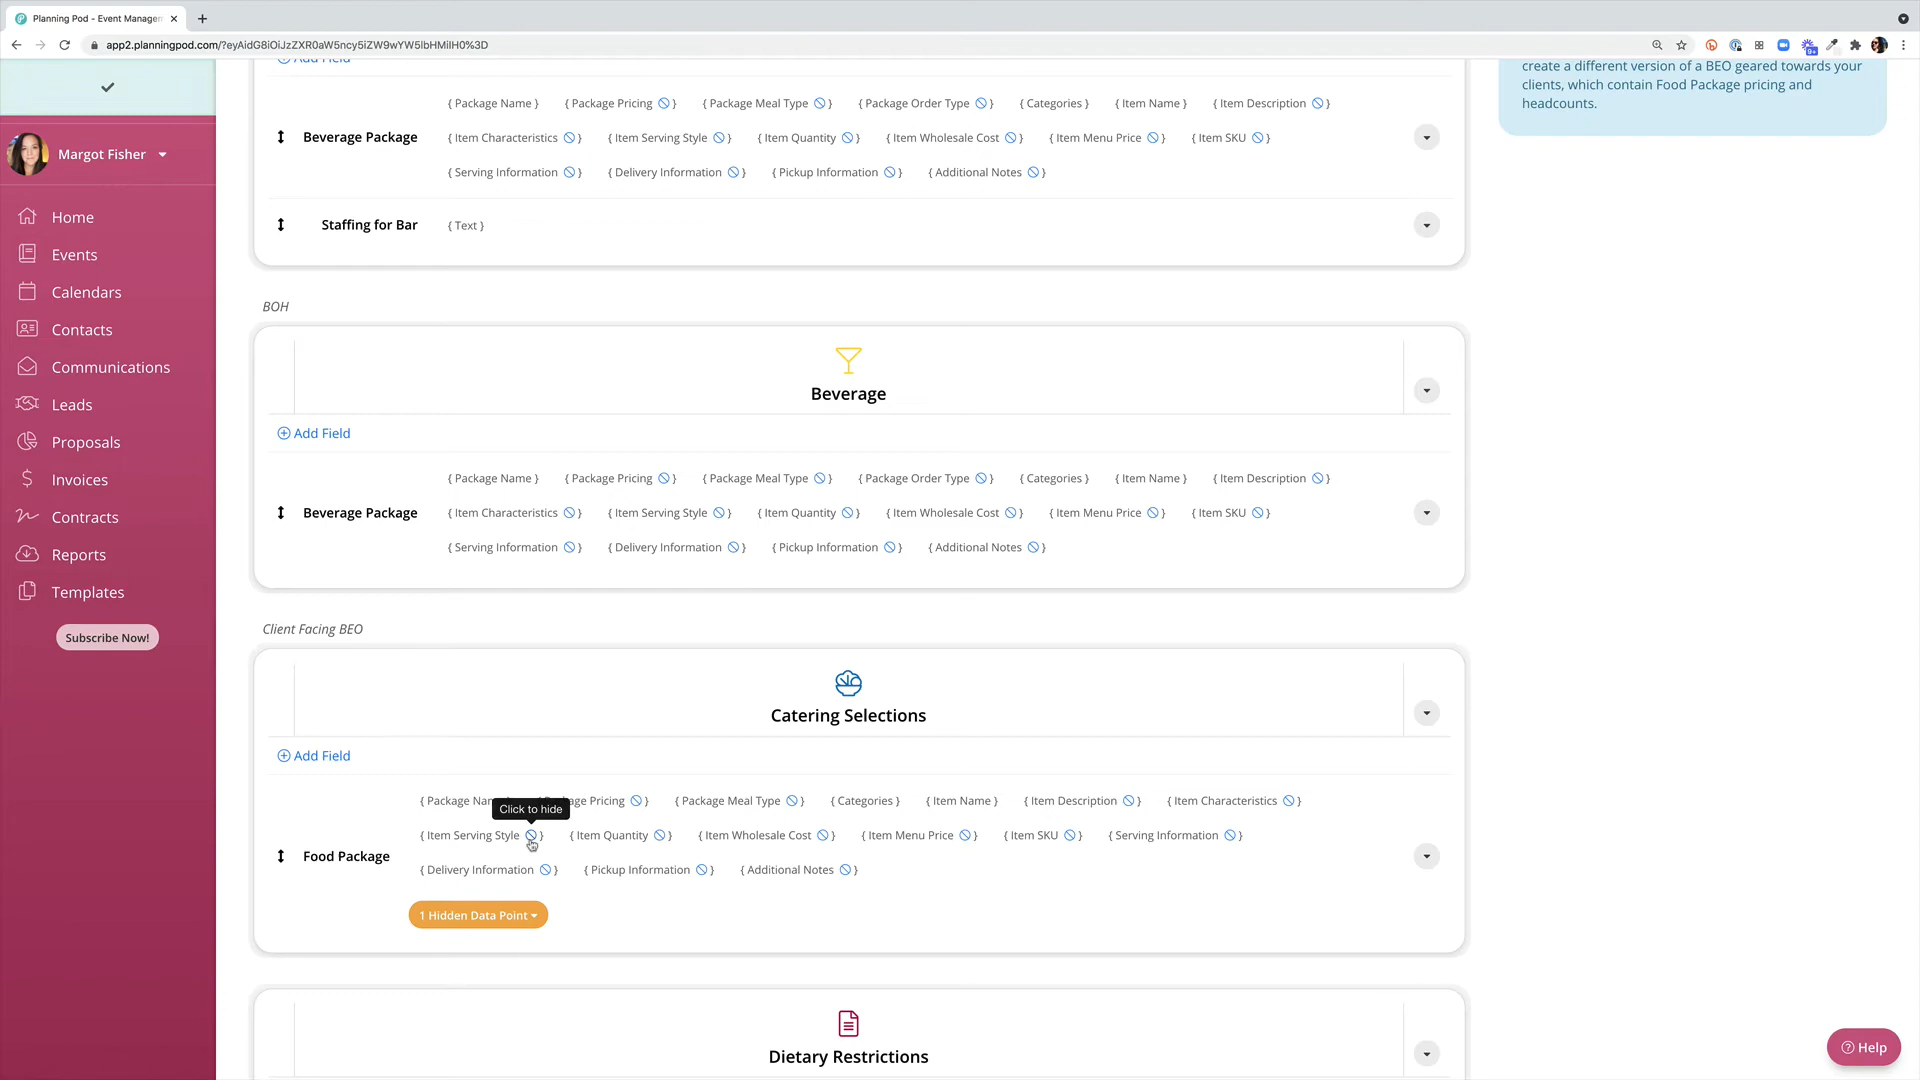 Planning Pod - Event Managem
app2.planningpod.com/?eyAidG8iOiJzZXR0aW5ncy5iZW9wYW5lbHMiIH0%3D
9+
Add Field
create a different version of a BEO geared towards your
clients, which contain Food Package pricing and
headcounts.
Margot Fisher
Home
Events
Calendars
Contacts
Communications
Leads
Proposals
Invoices
Contracts
Reports
Templates
Subscribe Now!
Beverage Package
{ Package Name } { Package Pricing } { Package Meal Type } { Package Order Type } { Categories } { Item Name } { Item Description }
{ Item Characteristics } { Item Serving Style } { Item Quantity } { Item Wholesale Cost } { Item Menu Price } { Item SKU }
{ Serving Information } { Delivery Information } { Pickup Information } { Additional Notes }
Staffing for Bar { Text }
BOH
Beverage
Add Field
Beverage Package
{ Package Name } { Package Pricing } { Package Meal Type } { Package Order Type } { Categories } { Item Name } { Item Description }
{ Item Characteristics } { Item Serving Style } { Item Quantity } { Item Wholesale Cost } { Item Menu Price } { Item SKU }
{ Serving Information } { Delivery Information } { Pickup Information } { Additional Notes }
Client Facing BEO
Catering Selections
Add Field
Food Package
{ Package Nam age Pricing } { Package Meal Type } { Categories } { Item Name } { Item Description } { Item Characteristics }
Click to hide
{ Item Serving Style } { Item Quantity } { Item Wholesale Cost } { Item Menu Price } { Item SKU } { Serving Information }
{ Delivery Information } { Pickup Information } { Additional Notes }
1 Hidden Data Point
Dietary Restrictions
Help